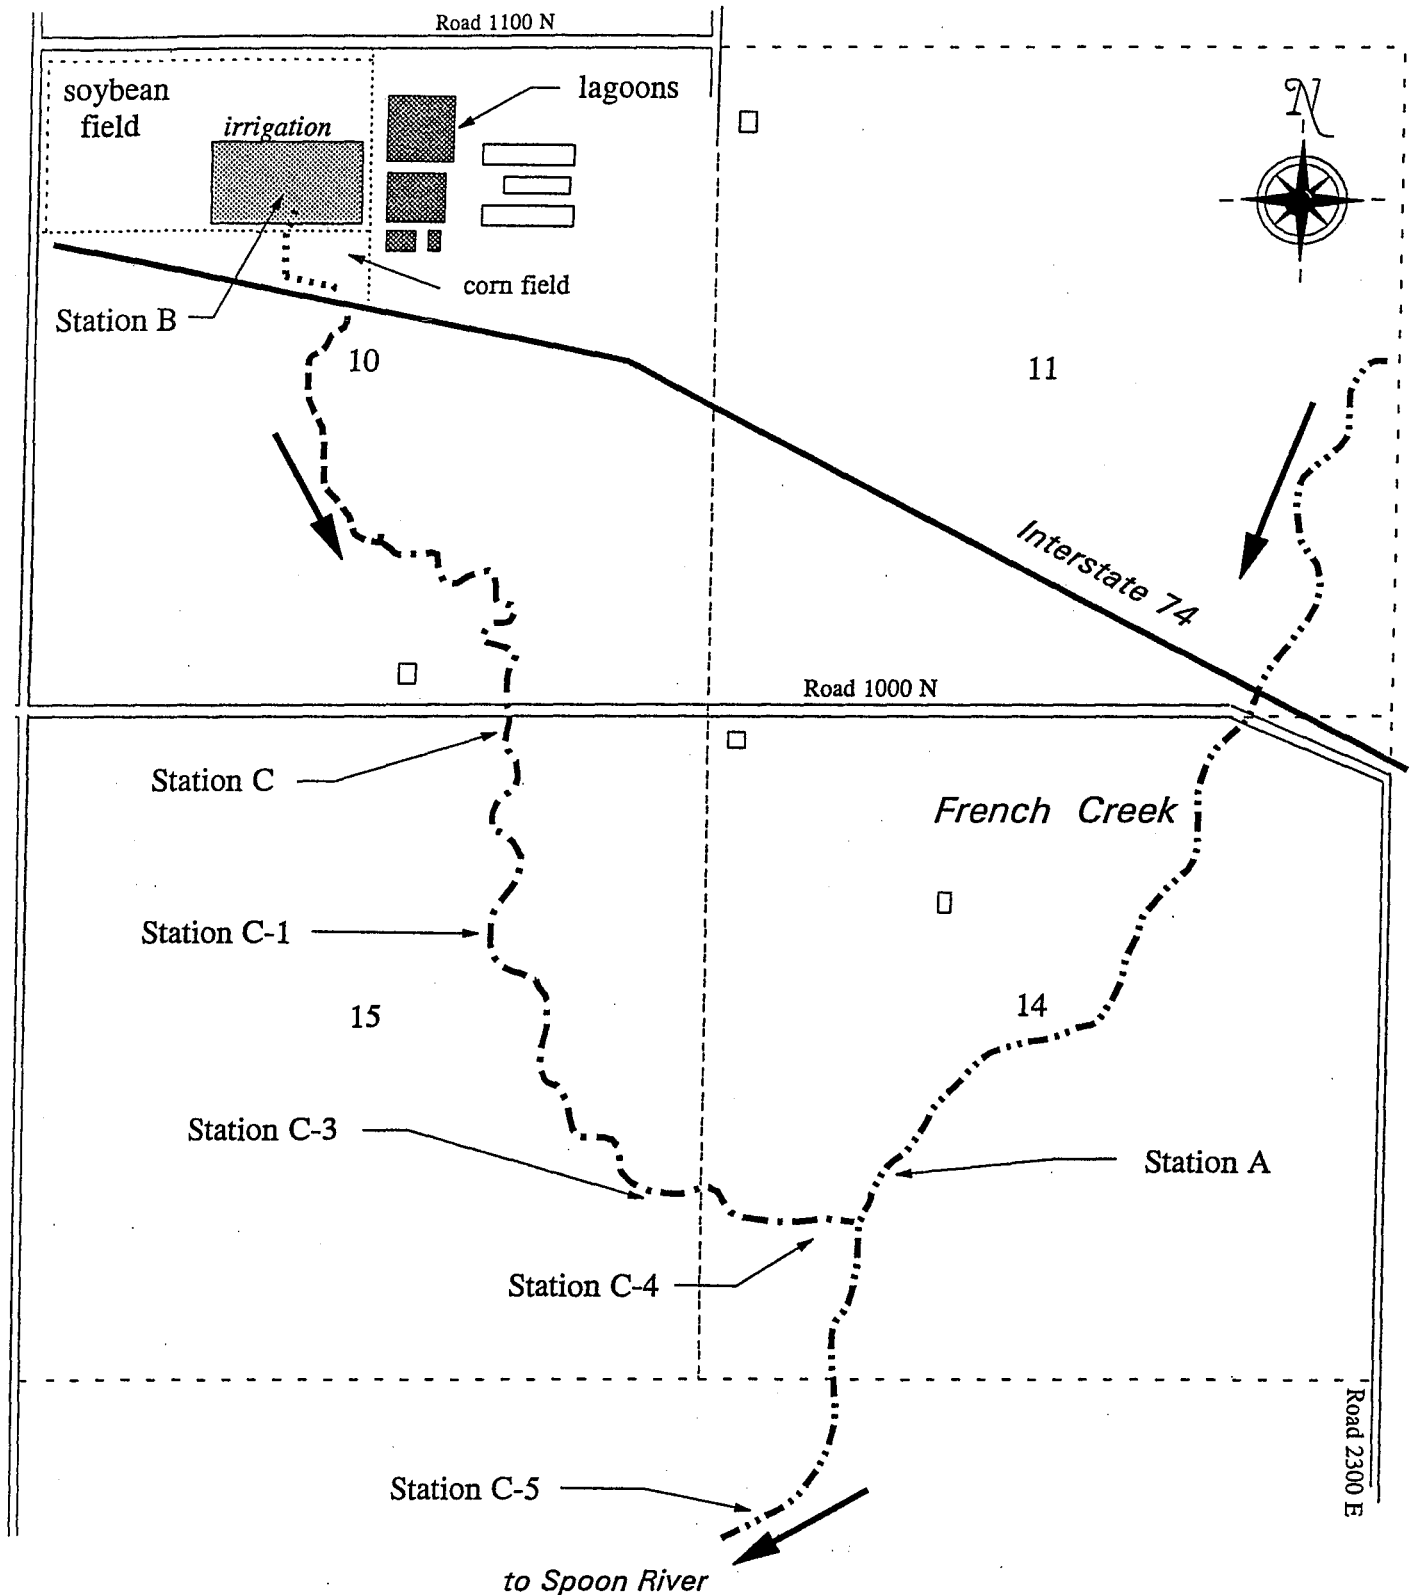 Road 1100 N
soybean
field
irrigation
lagoons
N
corn field
Station B
10
11
Interstate 74
Road 1000 N
Station C
French Creek
Station C-1
14
15
Station C-3
Station A
Station C-4
Road 2300 E
Station C-5
to Spoon River